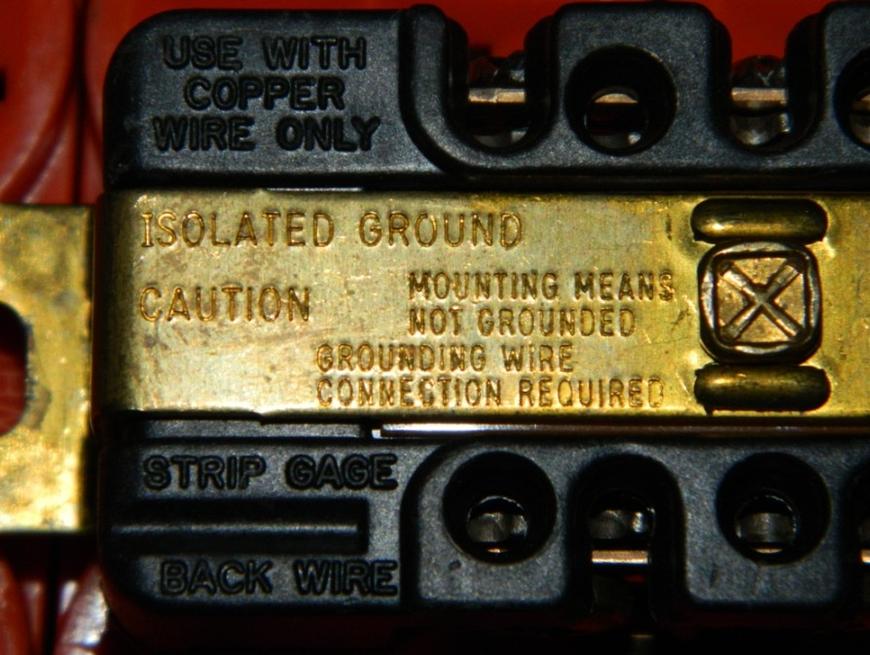 USE WITH
COPPER
WIRE ONLY
ISOLATED GROUND
CAUTION MOUNTING MEANS
NOT GROUNDED
GROUNDING WIRE
CONNECTION REQUIRED
STRIP GAGE
BACK WIRE